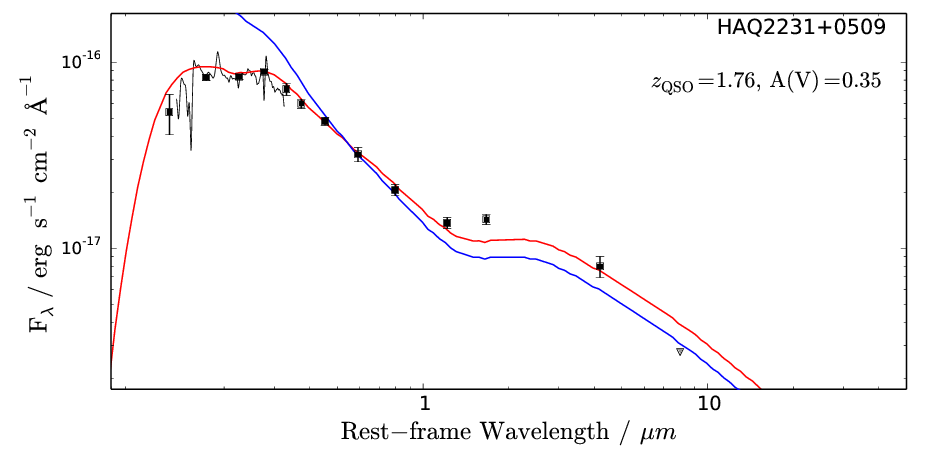 HAQ2231+0509
z_QSO=1.76, A(V)=0.35
F_λ / erg s^−1 cm^−2 Å^−1
10^-16
10^-17
1
10
Rest−frame Wavelength / μm